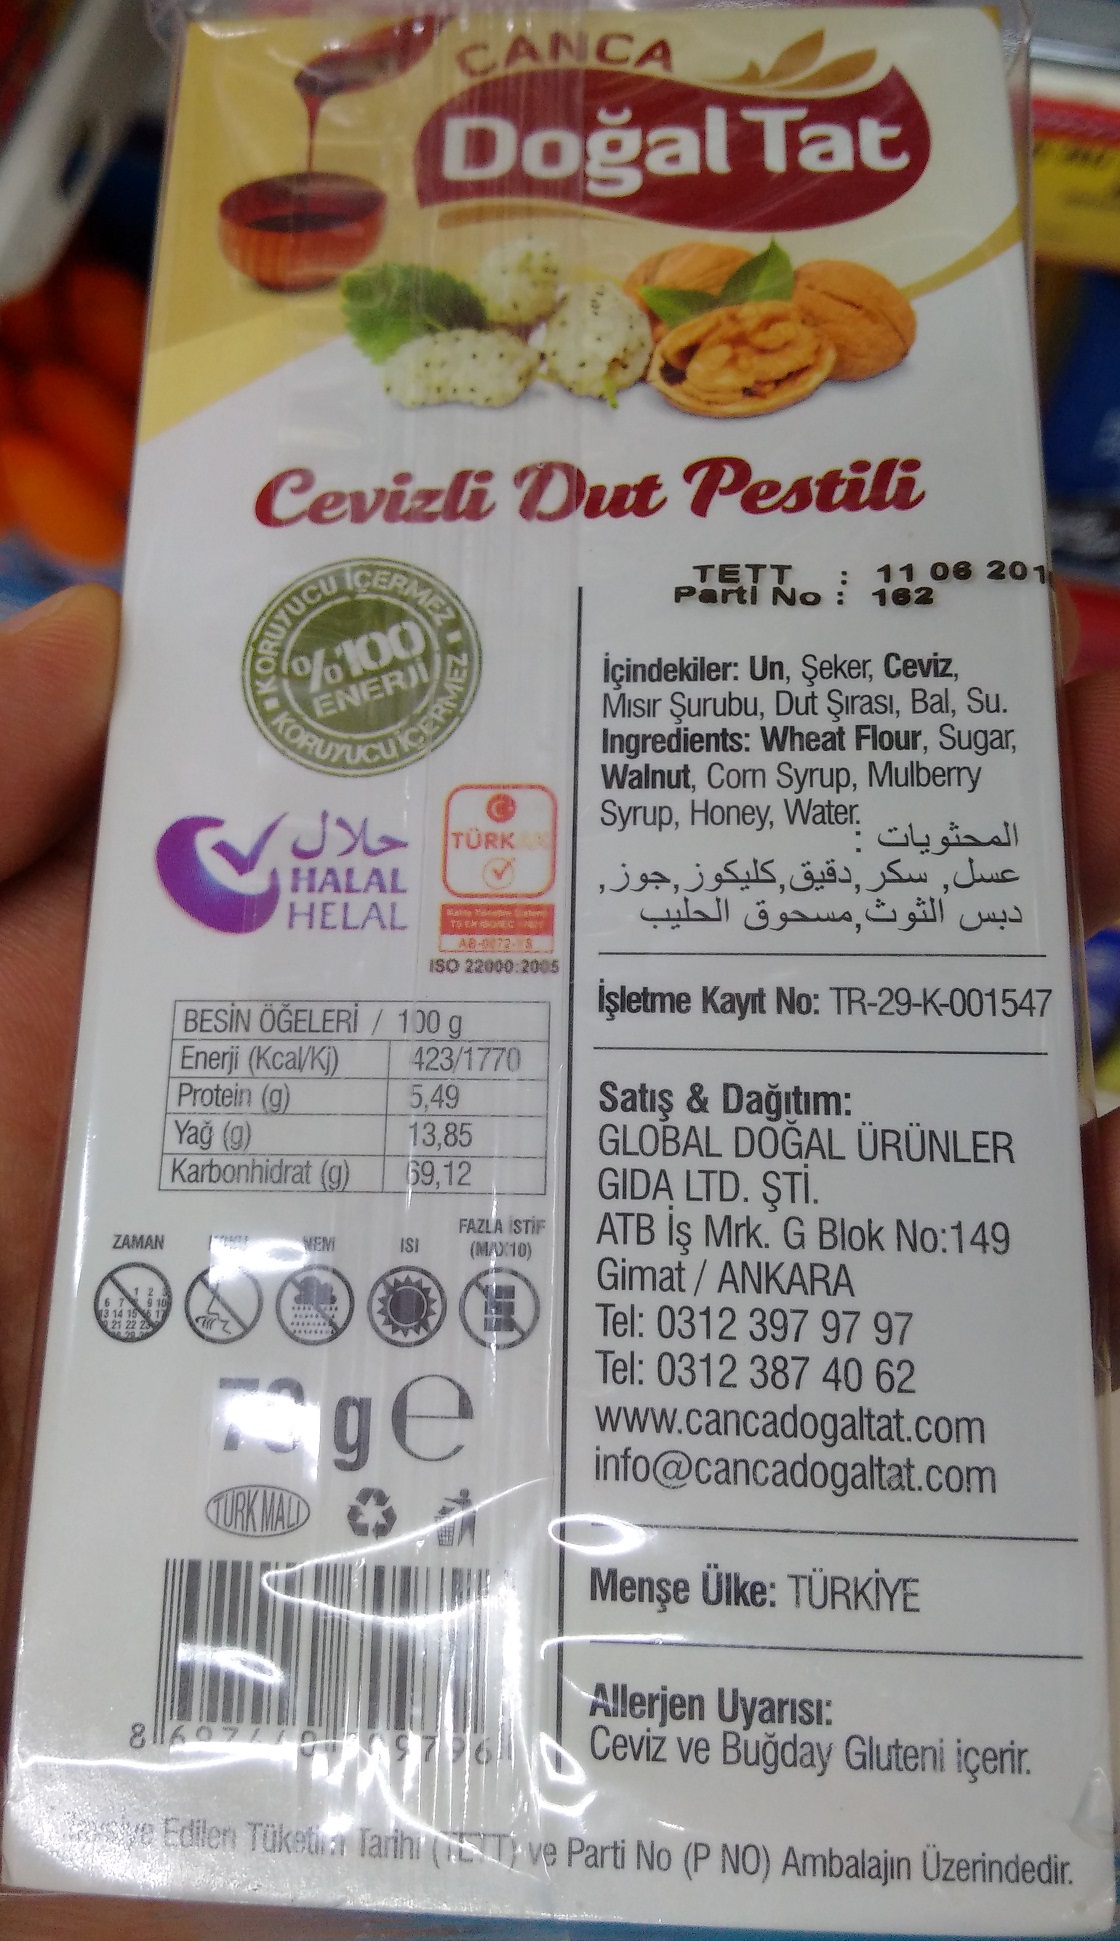 CANCA
Doğal Tat
Cevizli Dut Pestili
KORUYUCU İÇERMEZ
%100
ENERJİ
KORUYUCU İÇERMEZ
TETT : 11 06 201
Parti No : 162
İçindekiler: Un, Şeker, Ceviz,
Mısır Şurubu, Dut Şırası, Bal, Su.
Ingredients: Wheat Flour, Sugar,
Walnut, Corn Syrup, Mulberry
Syrup, Honey, Water.
المحثويات :
عسل, سكر ,دقيق,كليكوز,جوز,
دبس الثوث,مسحوق الحليب
حلال
HALAL
HELAL
ISO 22000:2005
BESİN ÖĞELERİ / 100 g
Enerji (Kcal/Kj) 423/1770
Protein (g) 5,49
Yağ (g) 13,85
Karbonhidrat (g) 69,12
ZAMAN
NEM
ISI
FAZLA İSTİF
(MAX10)
g e
TÜRK MALI
İşletme Kayıt No: TR-29-K-001547
Satış & Dağıtım:
GLOBAL DOĞAL ÜRÜNLER
GIDA LTD. ŞTİ.
ATB İş Mrk. G Blok No:149
Gimat / ANKARA
Tel: 0312 397 97 97
Tel: 0312 387 40 62
www.cancadogaltat.com
info@cancadogaltat.com
Menşe Ülke: TÜRKİYE
Allerjen Uyarısı:
Ceviz ve Buğday Gluteni içerir.
Edilen Tüketim Tarihi (TETT) ve Parti No (P NO) Ambalajın Üzerindedir.